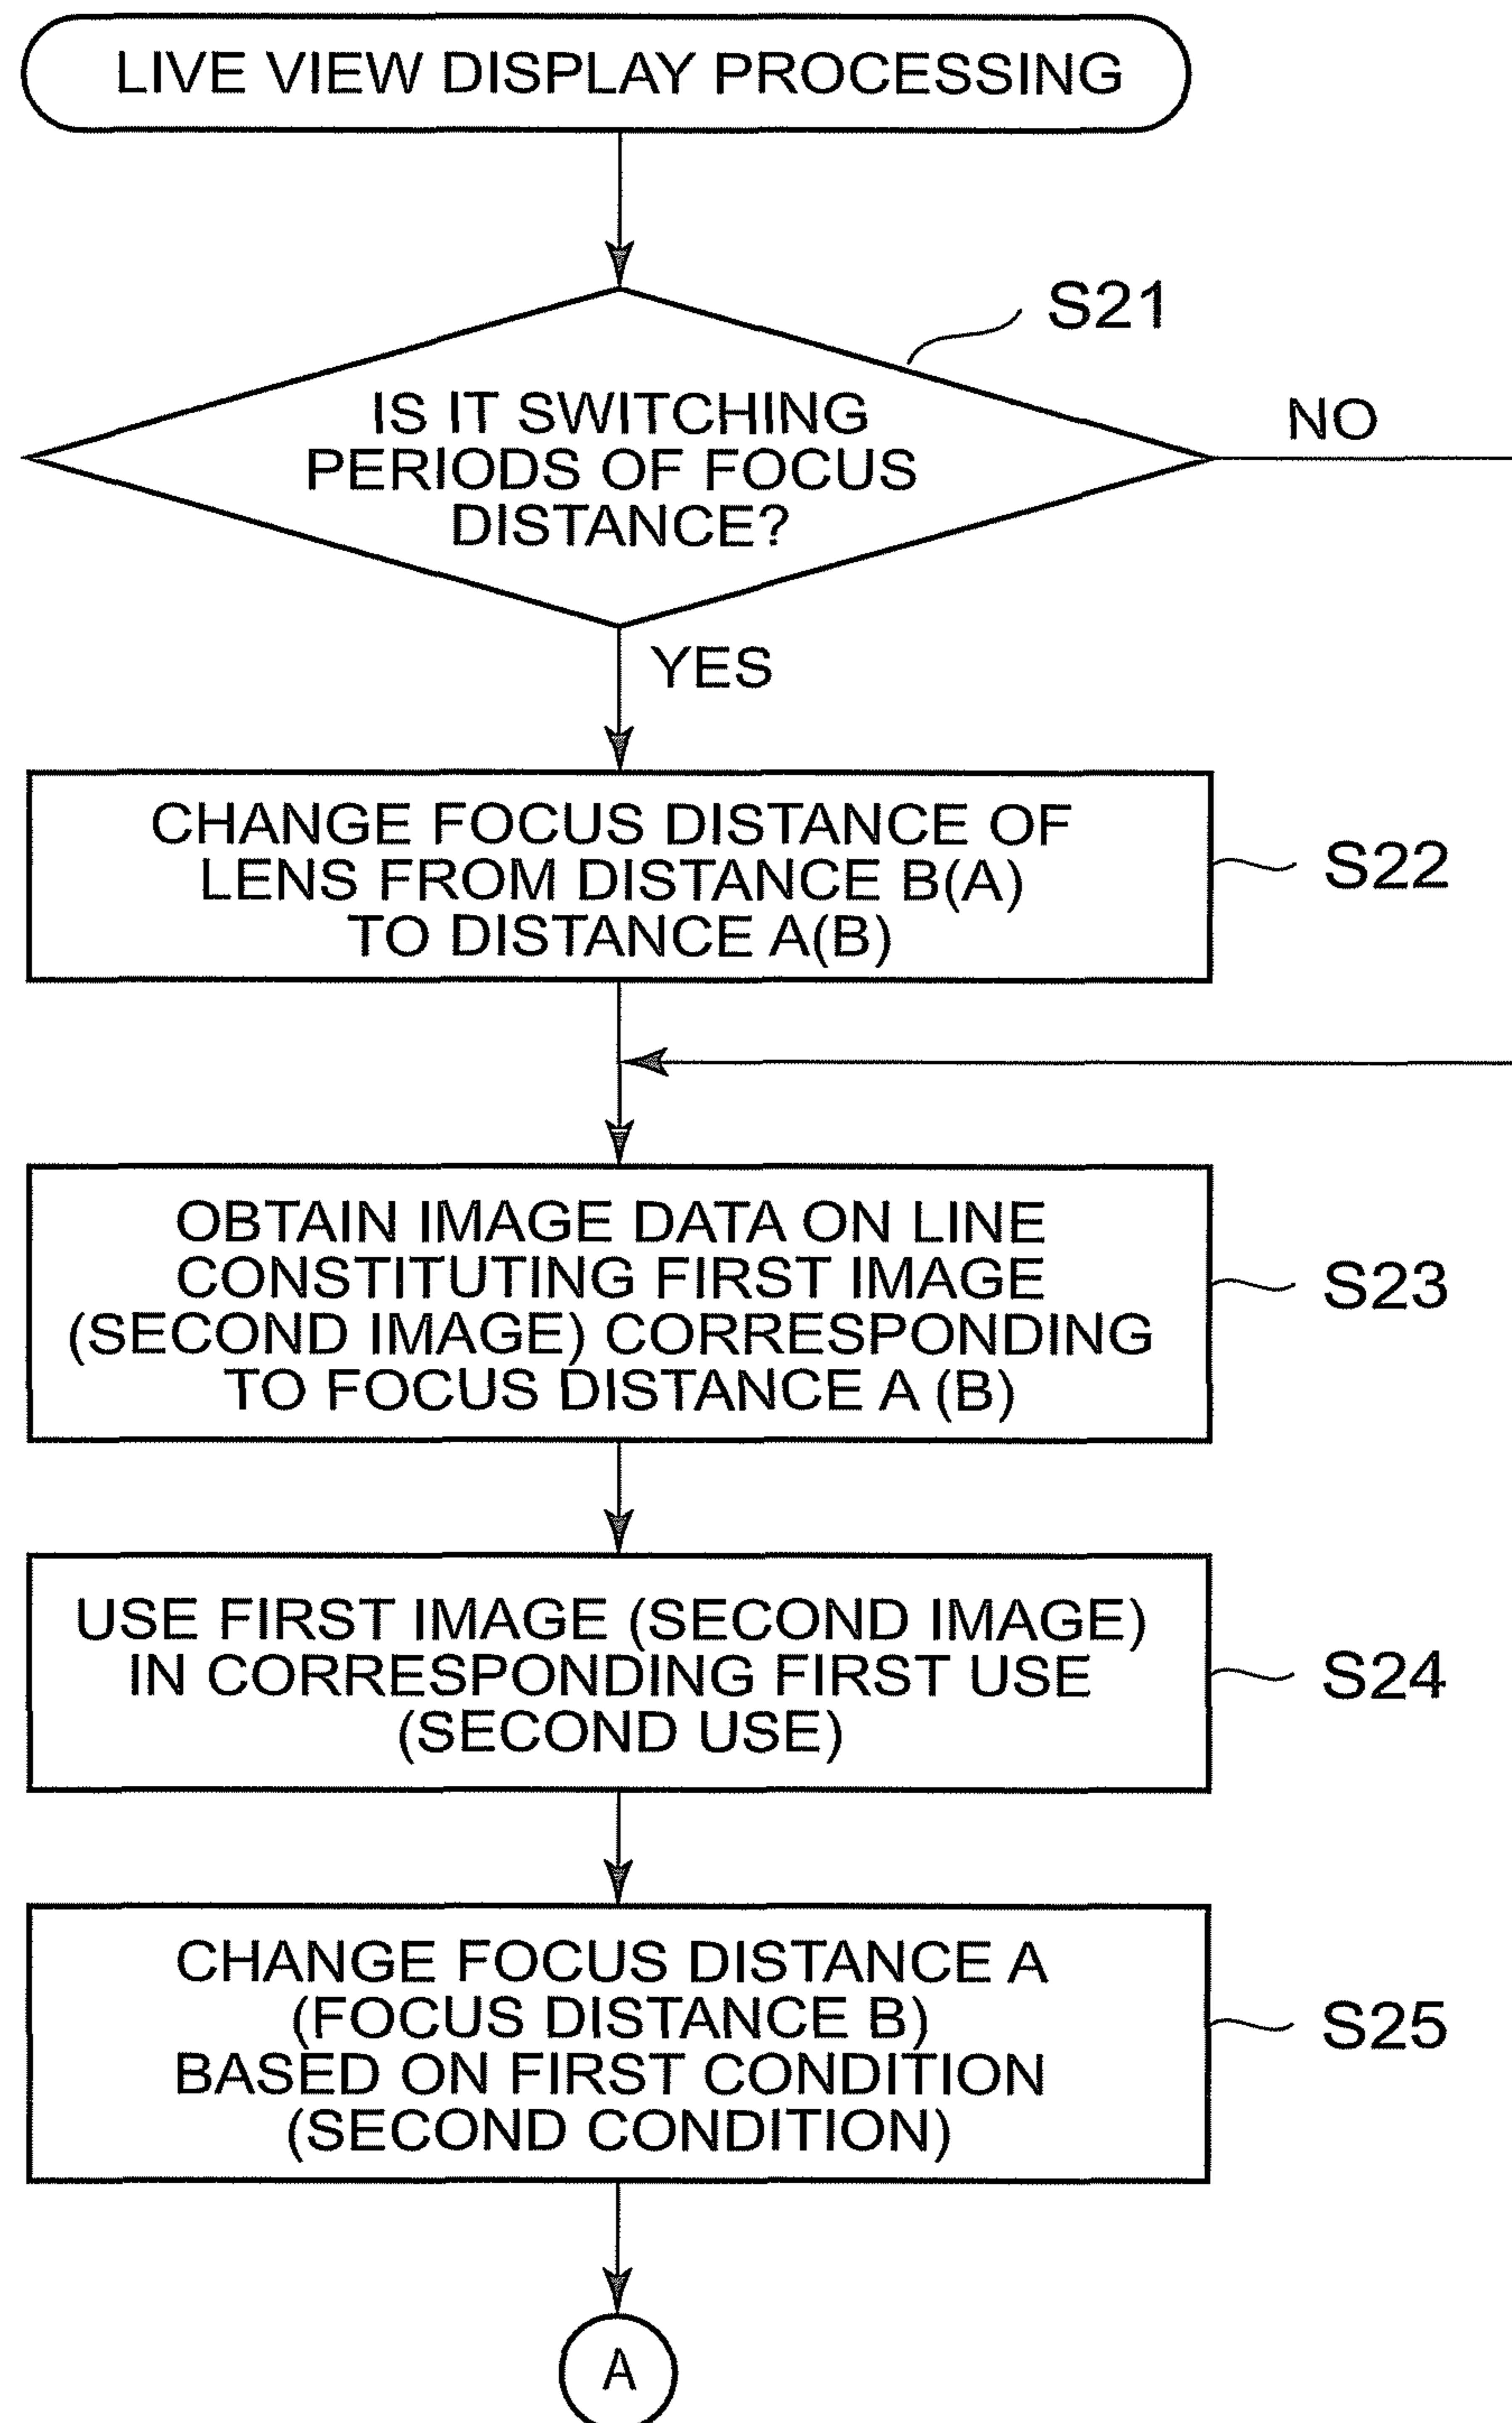 LIVE VIEW DISPLAY PROCESSING
S21
IS IT SWITCHING
PERIODS OF FOCUS
DISTANCE?
NO
YES
CHANGE FOCUS DISTANCE OF
LENS FROM DISTANCE B(A)
TO DISTANCE A(B)
S22
OBTAIN IMAGE DATA ON LINE
CONSTITUTING FIRST IMAGE
(SECOND IMAGE) CORRESPONDING
TO FOCUS DISTANCE A (B)
S23
USE FIRST IMAGE (SECOND IMAGE)
IN CORRESPONDING FIRST USE
(SECOND USE)
S24
CHANGE FOCUS DISTANCE A
(FOCUS DISTANCE B)
BASED ON FIRST CONDITION
(SECOND CONDITION)
S25
A